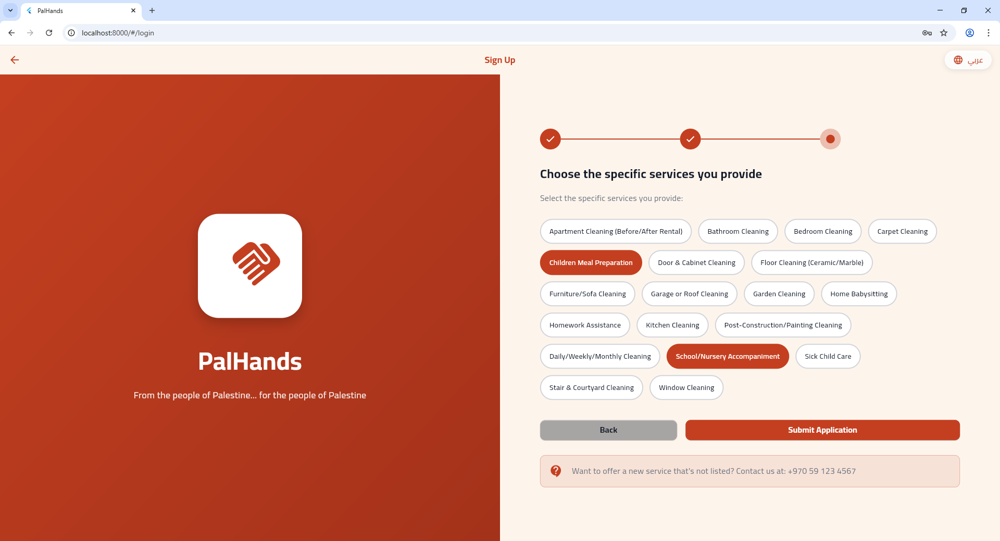 PalHands
localhost:8000/#/login
Sign Up
عربي
PalHands
From the people of Palestine... for the people of Palestine
Choose the specific services you provide
Select the specific services you provide:
Apartment Cleaning (Before/After Rental) Bathroom Cleaning Bedroom Cleaning Carpet Cleaning
Children Meal Preparation Door & Cabinet Cleaning Floor Cleaning (Ceramic/Marble)
Furniture/Sofa Cleaning Garage or Roof Cleaning Garden Cleaning Home Babysitting
Homework Assistance Kitchen Cleaning Post-Construction/Painting Cleaning
Daily/Weekly/Monthly Cleaning School/Nursery Accompaniment Sick Child Care
Stair & Courtyard Cleaning Window Cleaning
Back Submit Application
Want to offer a new service that's not listed? Contact us at: +970 59 123 4567